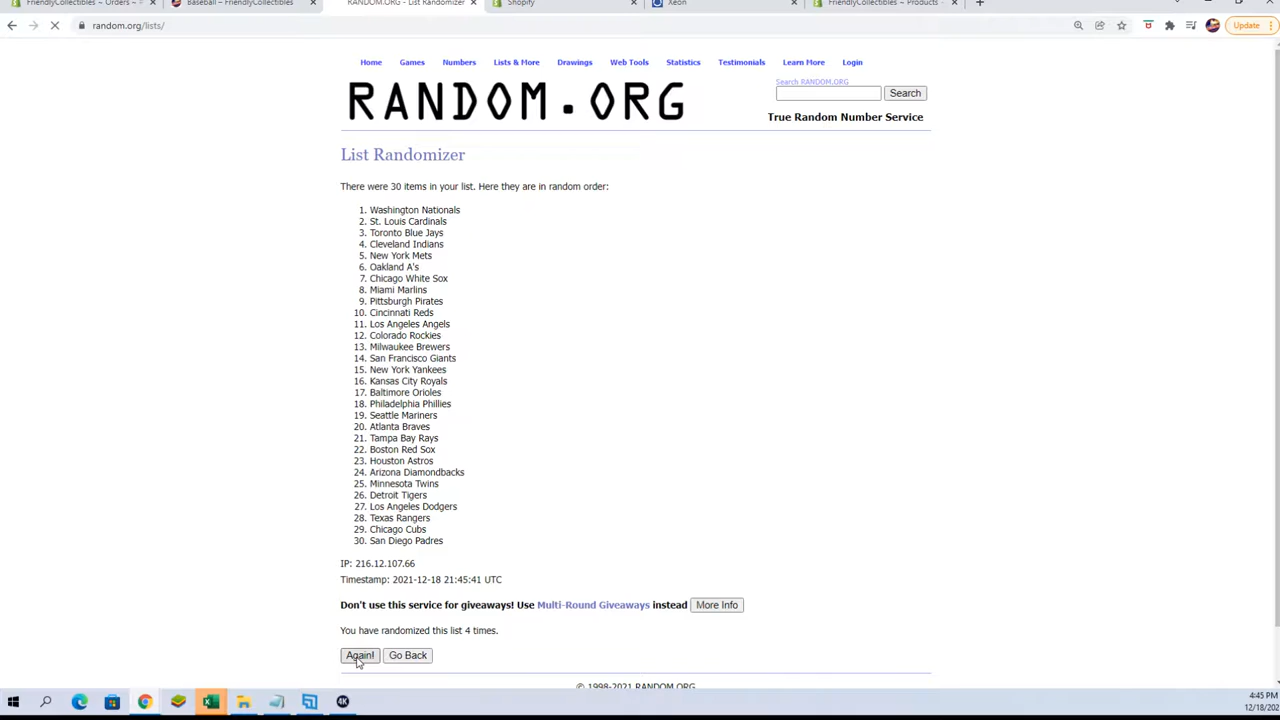 FriendlyCollectibles ~ Orders ~
Baseball – FriendlyCollectibles
RANDOM.ORG - List Randomizer
Shopify
Xeon
FriendlyCollectibles ~ Products ~
random.org/lists/
Update
Home Games Numbers Lists & More Drawings Web Tools Statistics Testimonials Learn More Login
RANDOM.ORG
Search RANDOM.ORG
Search
True Random Number Service
List Randomizer
There were 30 items in your list. Here they are in random order:
1. Washington Nationals
2. St. Louis Cardinals
3. Toronto Blue Jays
4. Cleveland Indians
5. New York Mets
6. Oakland A's
7. Chicago White Sox
8. Miami Marlins
9. Pittsburgh Pirates
10. Cincinnati Reds
11. Los Angeles Angels
12. Colorado Rockies
13. Milwaukee Brewers
14. San Francisco Giants
15. New York Yankees
16. Kansas City Royals
17. Baltimore Orioles
18. Philadelphia Phillies
19. Seattle Mariners
20. Atlanta Braves
21. Tampa Bay Rays
22. Boston Red Sox
23. Houston Astros
24. Arizona Diamondbacks
25. Minnesota Twins
26. Detroit Tigers
27. Los Angeles Dodgers
28. Texas Rangers
29. Chicago Cubs
30. San Diego Padres
IP: 216.12.107.66
Timestamp: 2021-12-18 21:45:41 UTC
Don't use this service for giveaways! Use Multi-Round Giveaways instead More Info
You have randomized this list 4 times.
Again! Go Back
© 1998-2021 RANDOM.ORG
4K
4:45 PM
12/18/202